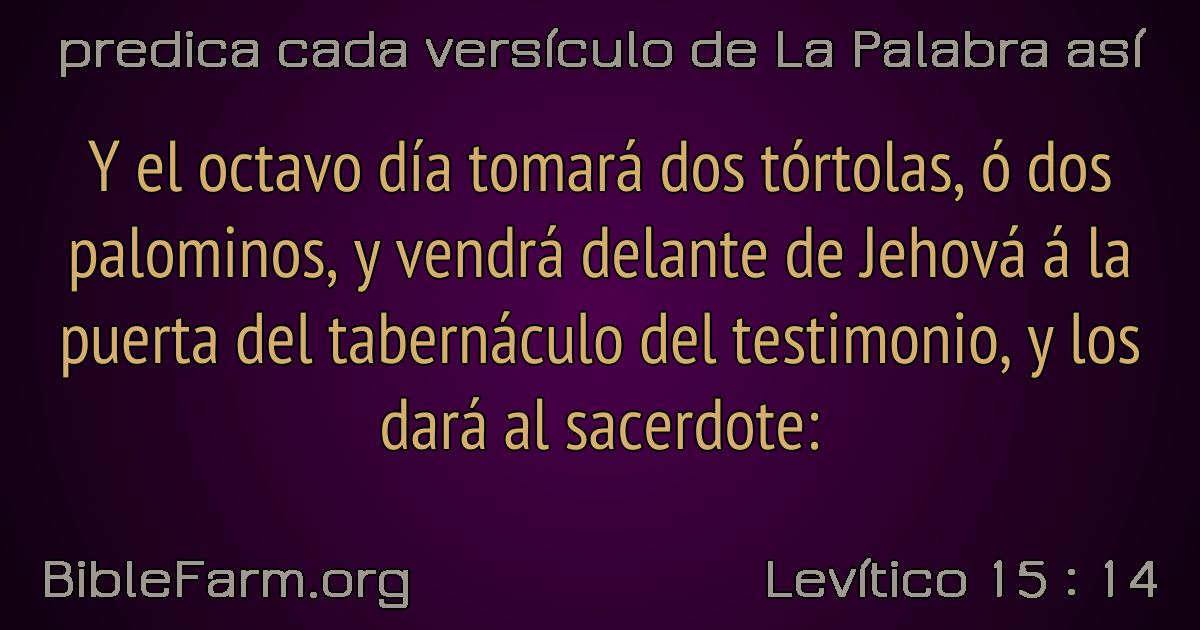 predica cada versículo de La Palabra así
Y el octavo día tomará dos tórtolas, ó dos
palominos, y vendrá delante de Jehová á la
puerta del tabernáculo del testimonio, y los
dará al sacerdote:
BibleFarm.org
Levítico 15 : 14